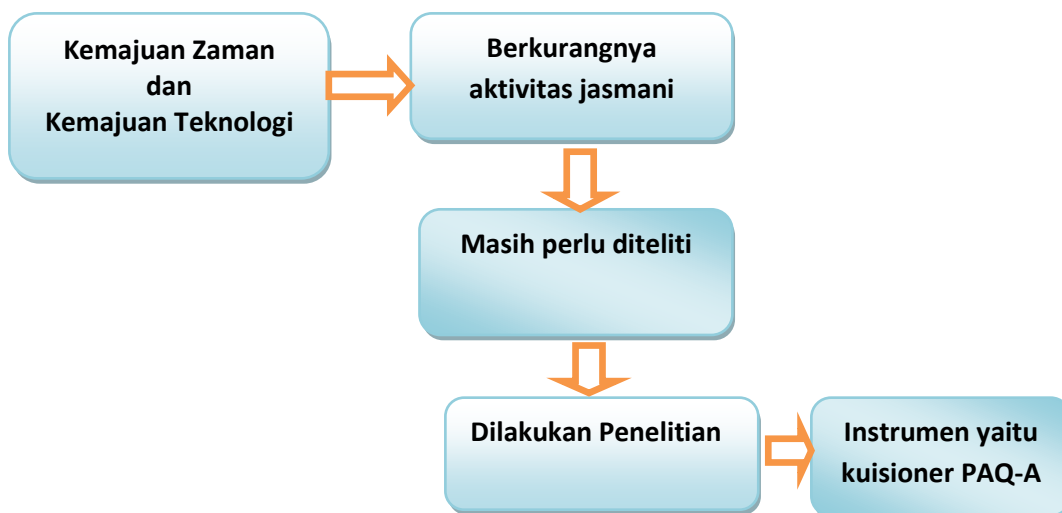 Kemajuan Zaman
dan
Kemajuan Teknologi
Berkurangnya
aktivitas jasmani
Masih perlu diteliti
Dilakukan Penelitian
Instrumen yaitu
kuisioner PAQ-A